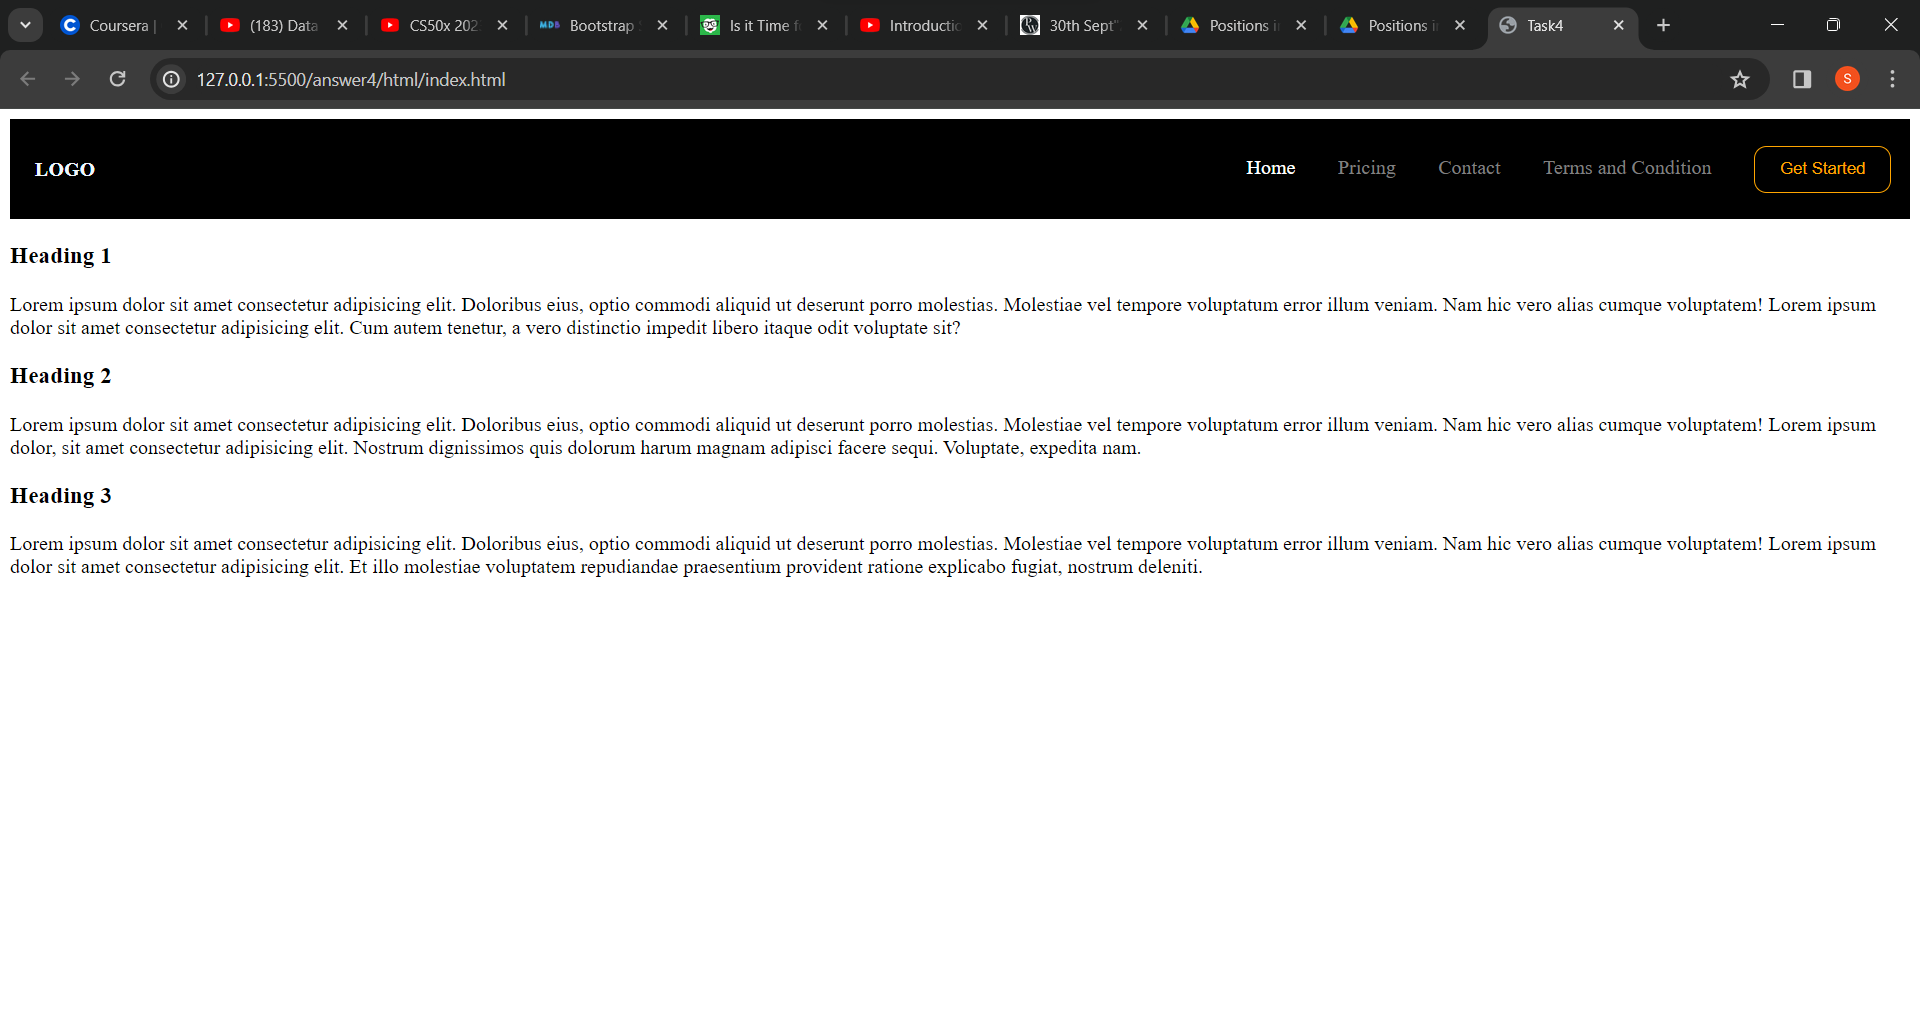 Coursera |
(183) Data
CS50x 202
MDB Bootstrap
Is it Time f
Introductic
30th Sept"
Positions i
Positions i
Task4
127.0.0.1:5500/answer4/html/index.html
S
LOGO
Home
Pricing
Contact
Terms and Condition
Get Started
Heading 1
Lorem ipsum dolor sit amet consectetur adipisicing elit. Doloribus eius, optio commodi aliquid ut deserunt porro molestias. Molestiae vel tempore voluptatum error illum veniam. Nam hic vero alias cumque voluptatem! Lorem ipsum
dolor sit amet consectetur adipisicing elit. Cum autem tenetur, a vero distinctio impedit libero itaque odit voluptate sit?
Heading 2
Lorem ipsum dolor sit amet consectetur adipisicing elit. Doloribus eius, optio commodi aliquid ut deserunt porro molestias. Molestiae vel tempore voluptatum error illum veniam. Nam hic vero alias cumque voluptatem! Lorem ipsum
dolor, sit amet consectetur adipisicing elit. Nostrum dignissimos quis dolorum harum magnam adipisci facere sequi. Voluptate, expedita nam.
Heading 3
Lorem ipsum dolor sit amet consectetur adipisicing elit. Doloribus eius, optio commodi aliquid ut deserunt porro molestias. Molestiae vel tempore voluptatum error illum veniam. Nam hic vero alias cumque voluptatem! Lorem ipsum
dolor sit amet consectetur adipisicing elit. Et illo molestiae voluptatem repudiandae praesentium provident ratione explicabo fugiat, nostrum deleniti.